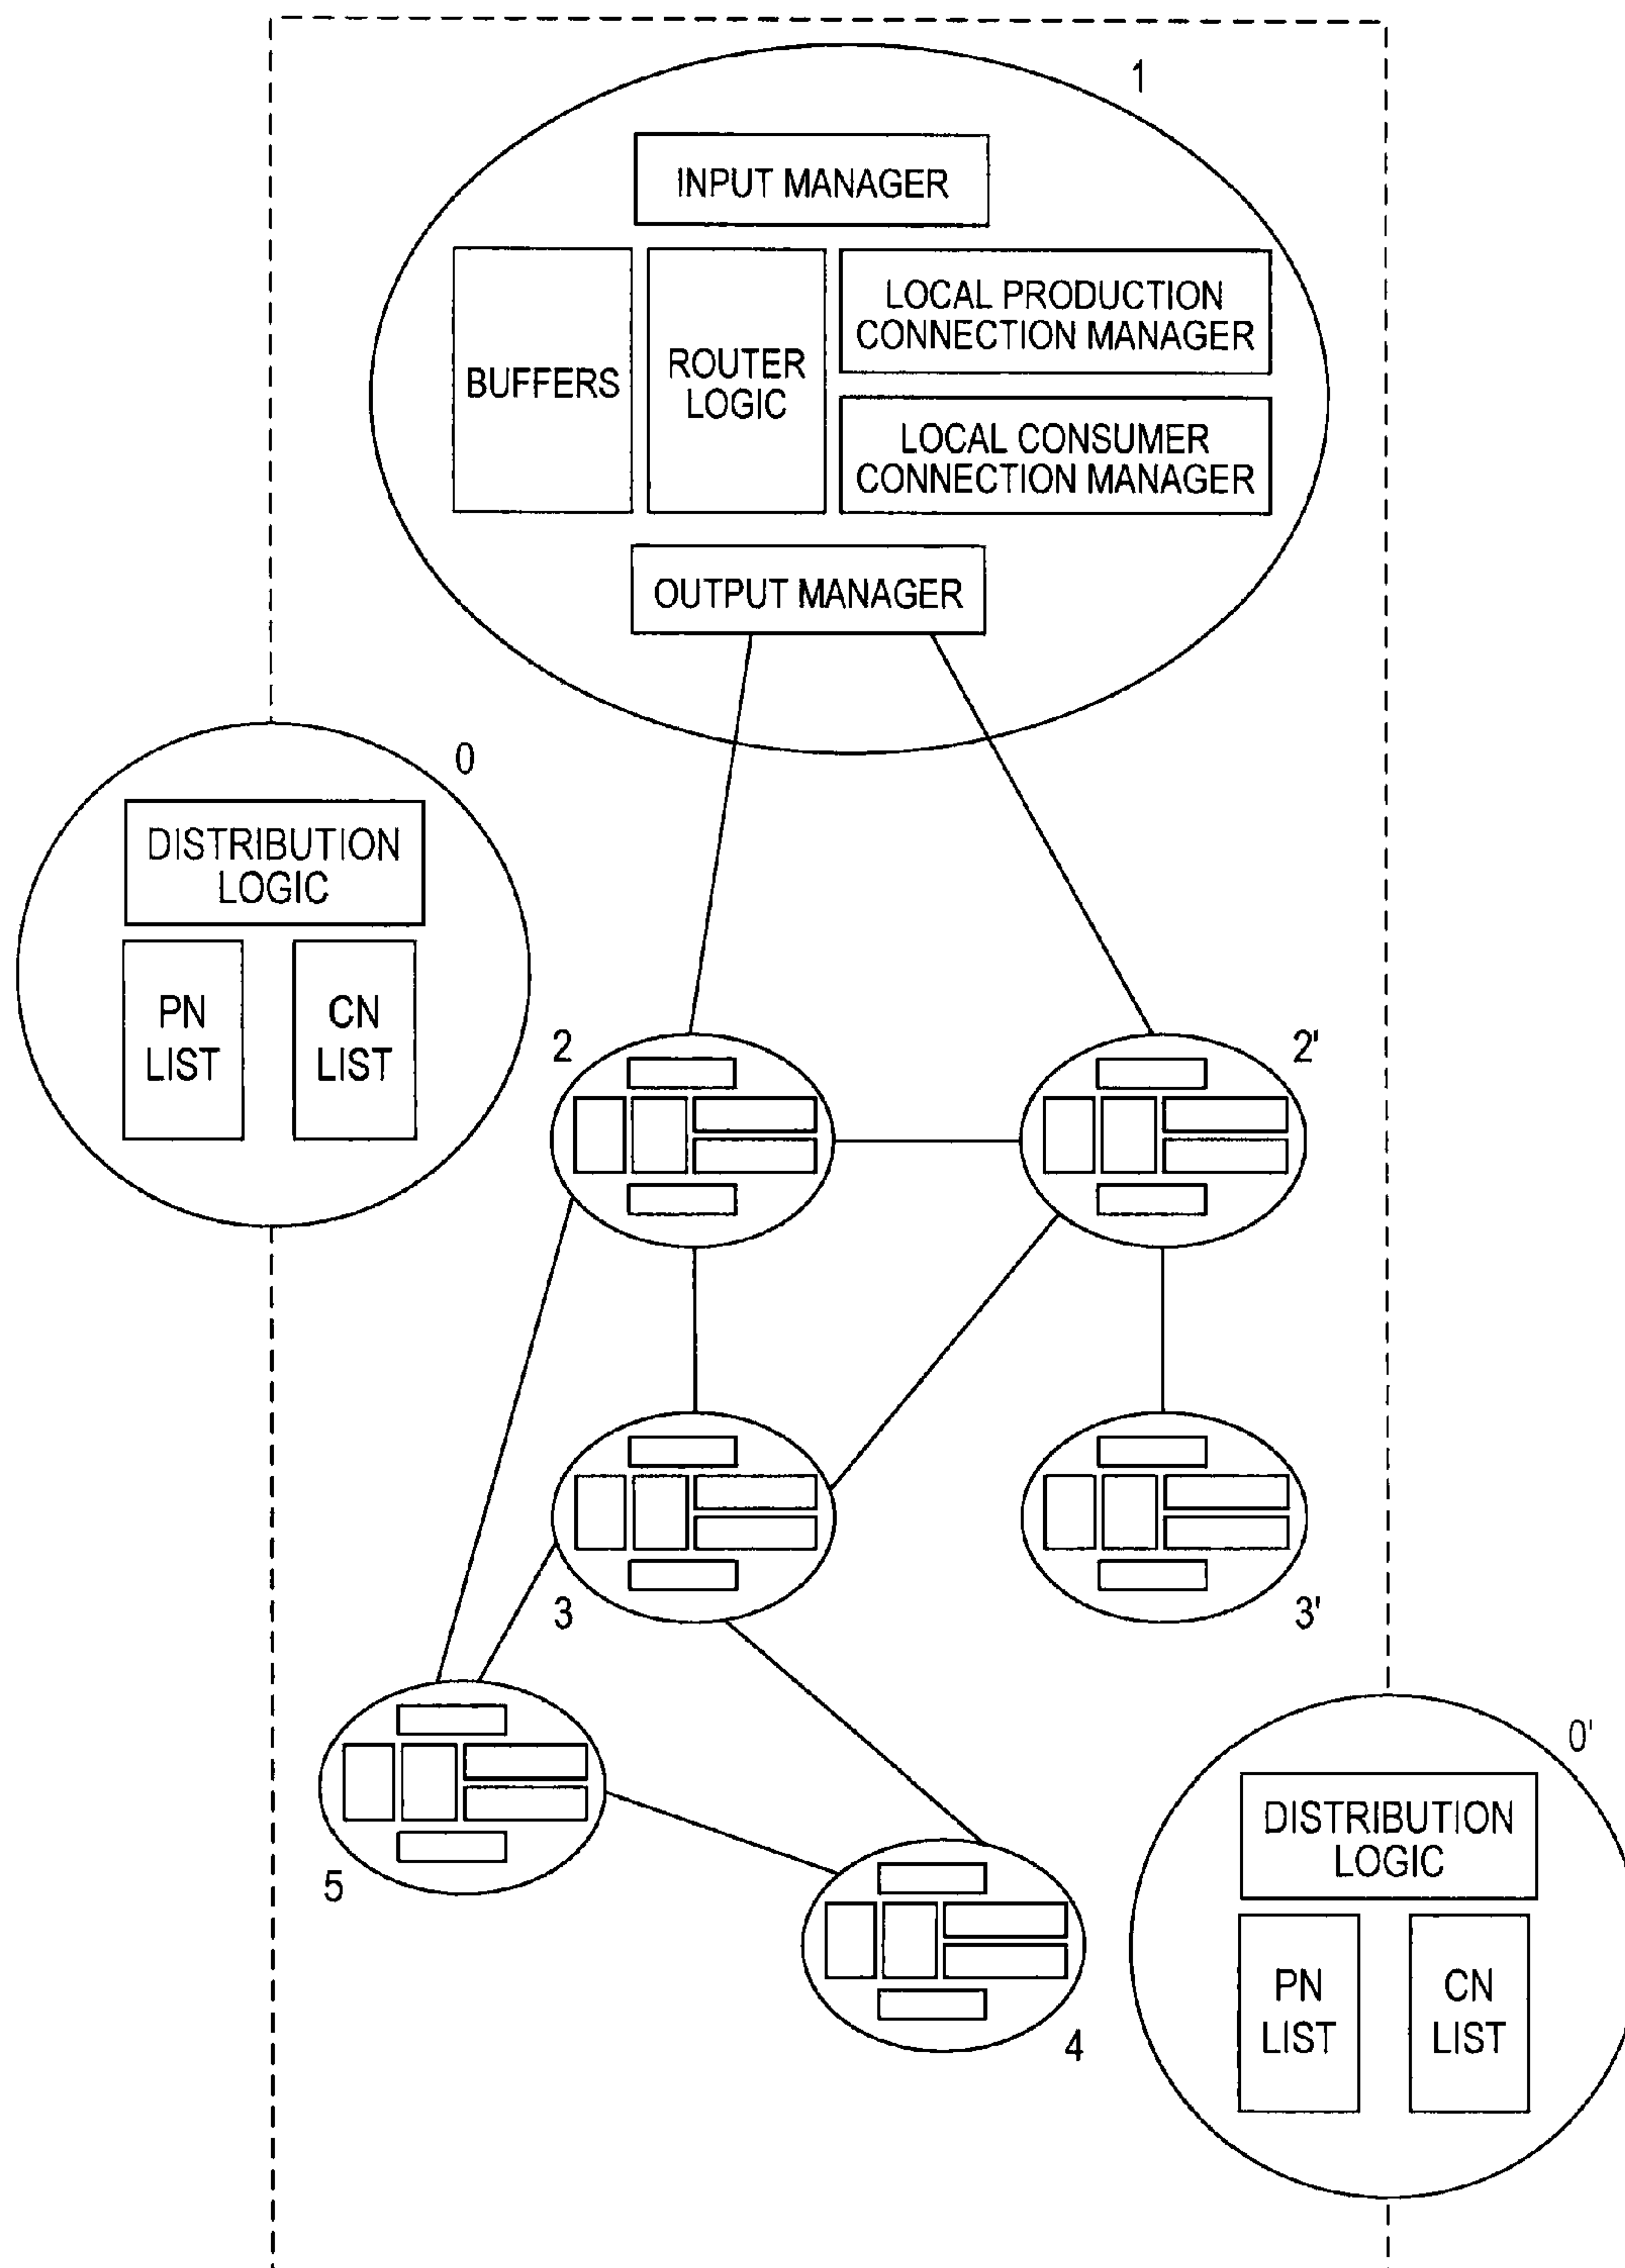 1
INPUT MANAGER
BUFFERS
ROUTER
LOGIC
LOCAL PRODUCTION
CONNECTION MANAGER
LOCAL CONSUMER
CONNECTION MANAGER
OUTPUT MANAGER
0
DISTRIBUTION
LOGIC
PN
LIST
CN
LIST
2
2'
3
3'
5
4
0'
DISTRIBUTION
LOGIC
PN
LIST
CN
LIST